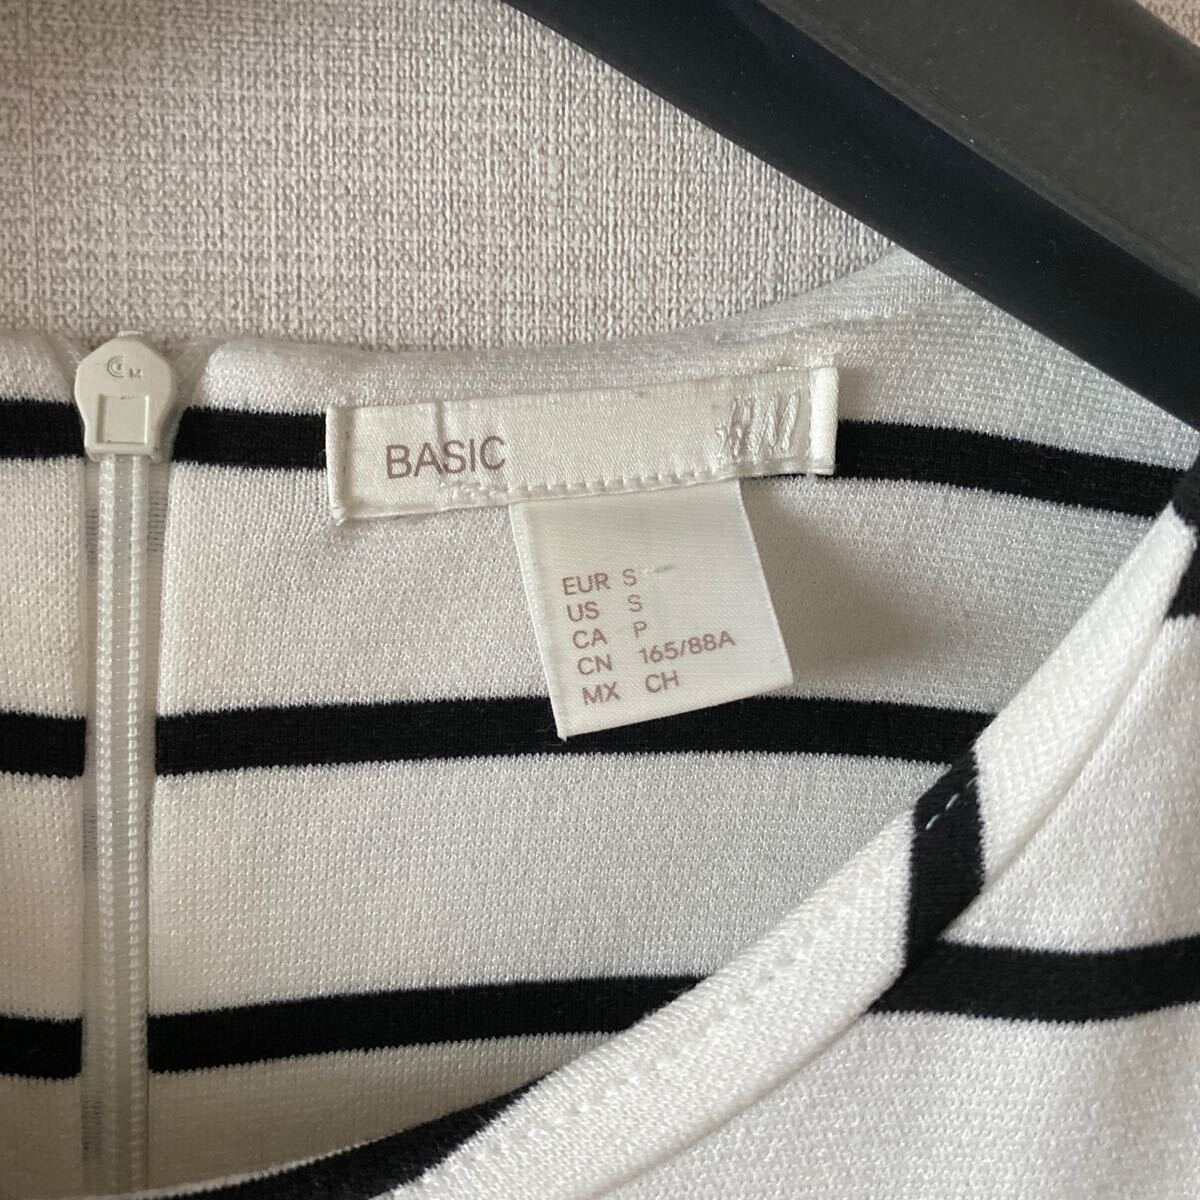 BASIC H&M
EUR S
US S
CA P
CN 165/88A
MX CH